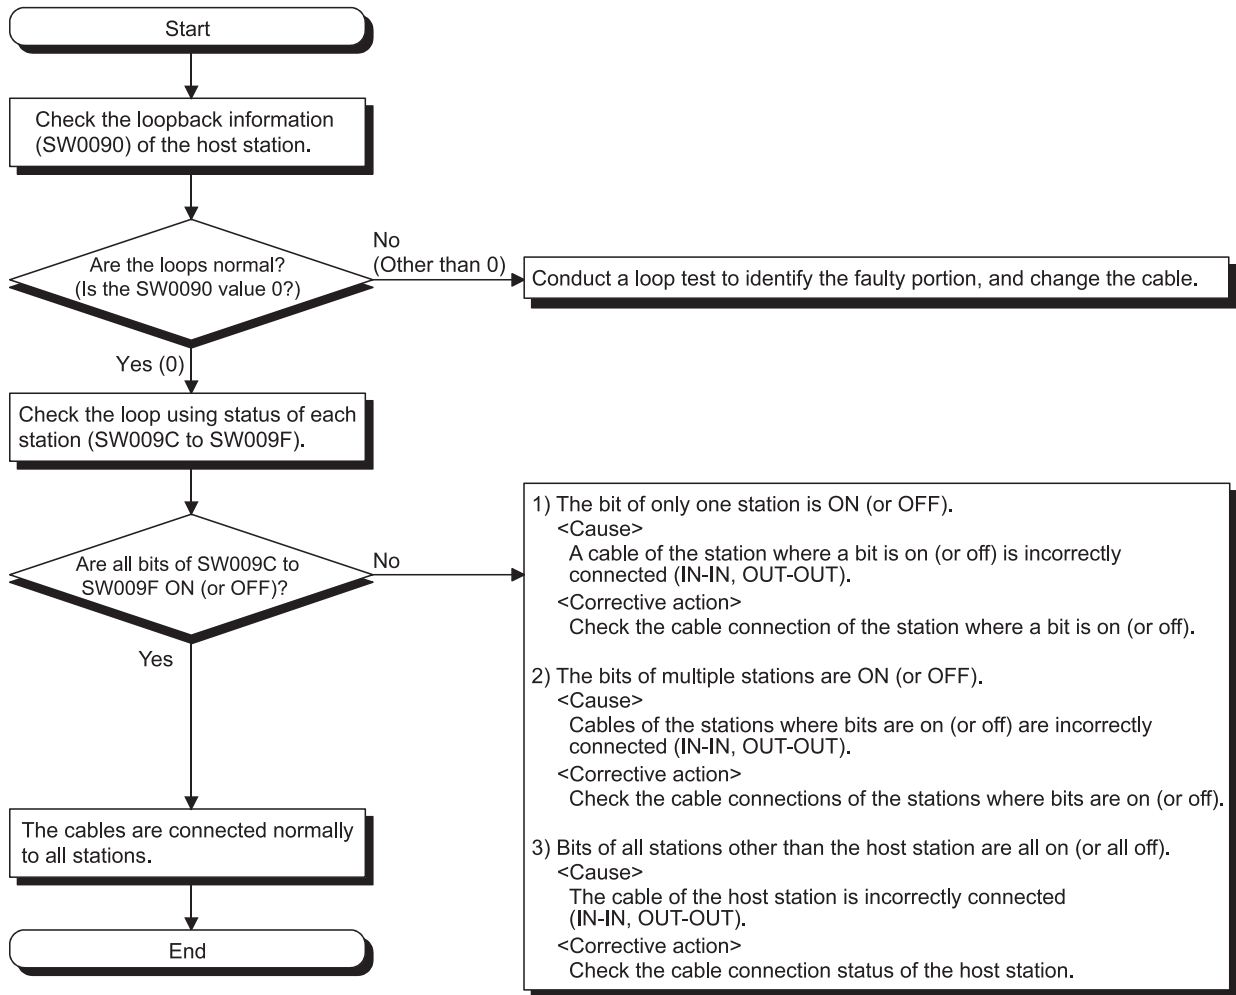 Start
Check the loopback information
(SW0090) of the host station.
Are the loops normal?
(Is the SW0090 value 0?)
No
(Other than 0)
Conduct a loop test to identify the faulty portion, and change the cable.
Yes (0)
Check the loop using status of each
station (SW009C to SW009F).
Are all bits of SW009C to
SW009F ON (or OFF)?
No
1) The bit of only one station is ON (or OFF).
<Cause>
A cable of the station where a bit is on (or off) is incorrectly
connected (IN-IN, OUT-OUT).
<Corrective action>
Check the cable connection of the station where a bit is on (or off).
2) The bits of multiple stations are ON (or OFF).
<Cause>
Cables of the stations where bits are on (or off) are incorrectly
connected (IN-IN, OUT-OUT).
<Corrective action>
Check the cable connections of the stations where bits are on (or off).
3) Bits of all stations other than the host station are all on (or all off).
<Cause>
The cable of the host station is incorrectly connected
(IN-IN, OUT-OUT).
<Corrective action>
Check the cable connection status of the host station.
Yes
The cables are connected normally
to all stations.
End